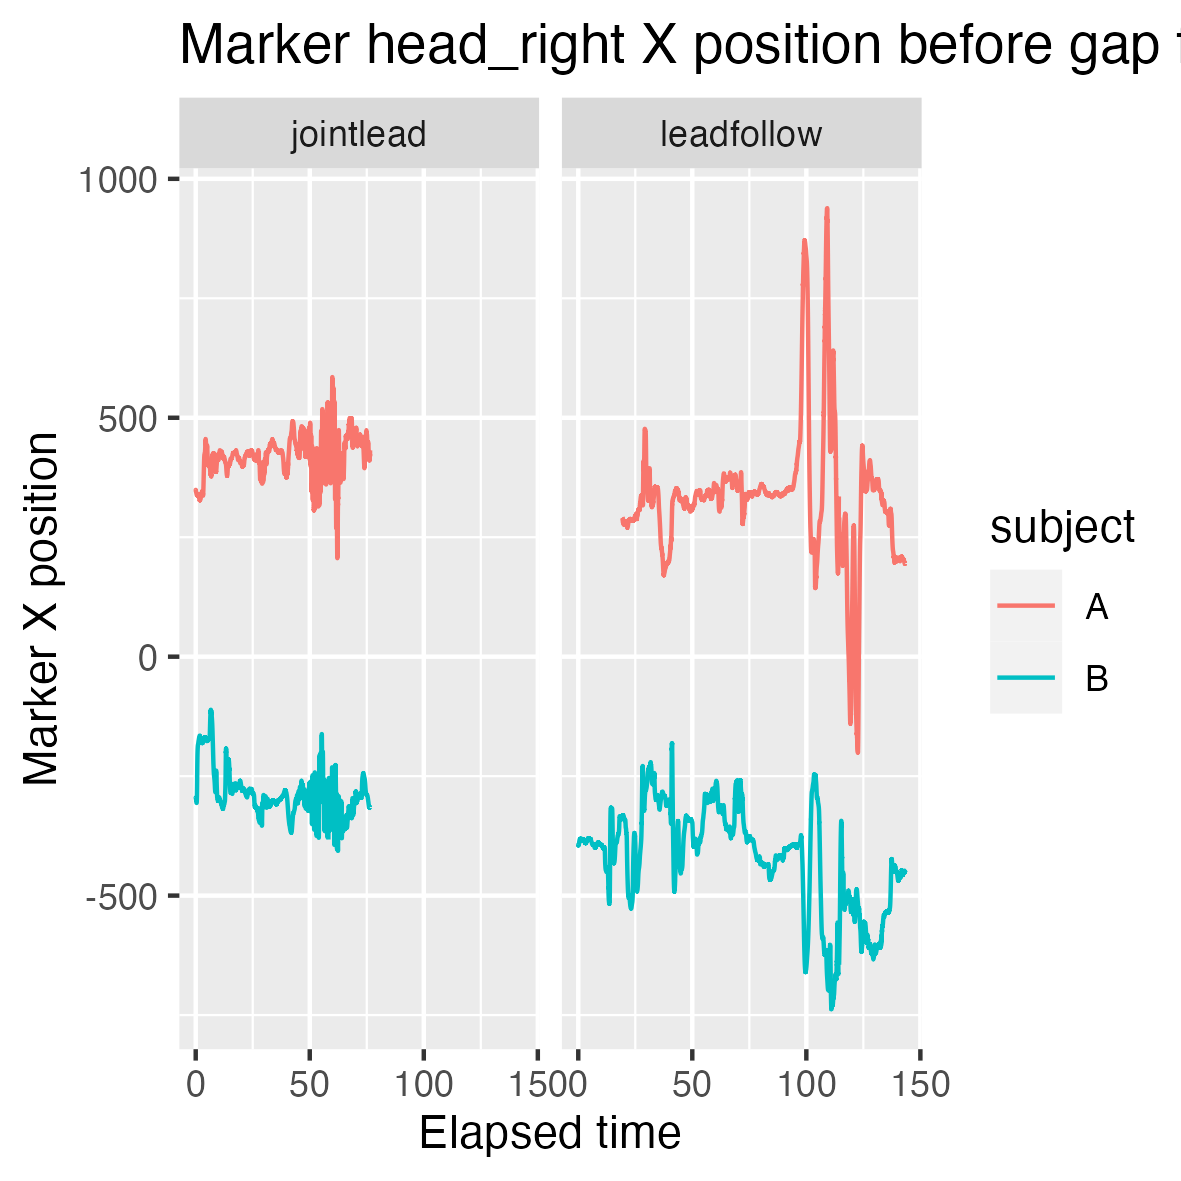 Marker head_right X position before gap
jointlead
leadfollow
1000
500
0
-500
Marker X position
0
50
100
150
0
50
100
150
Elapsed time
subject
A
B